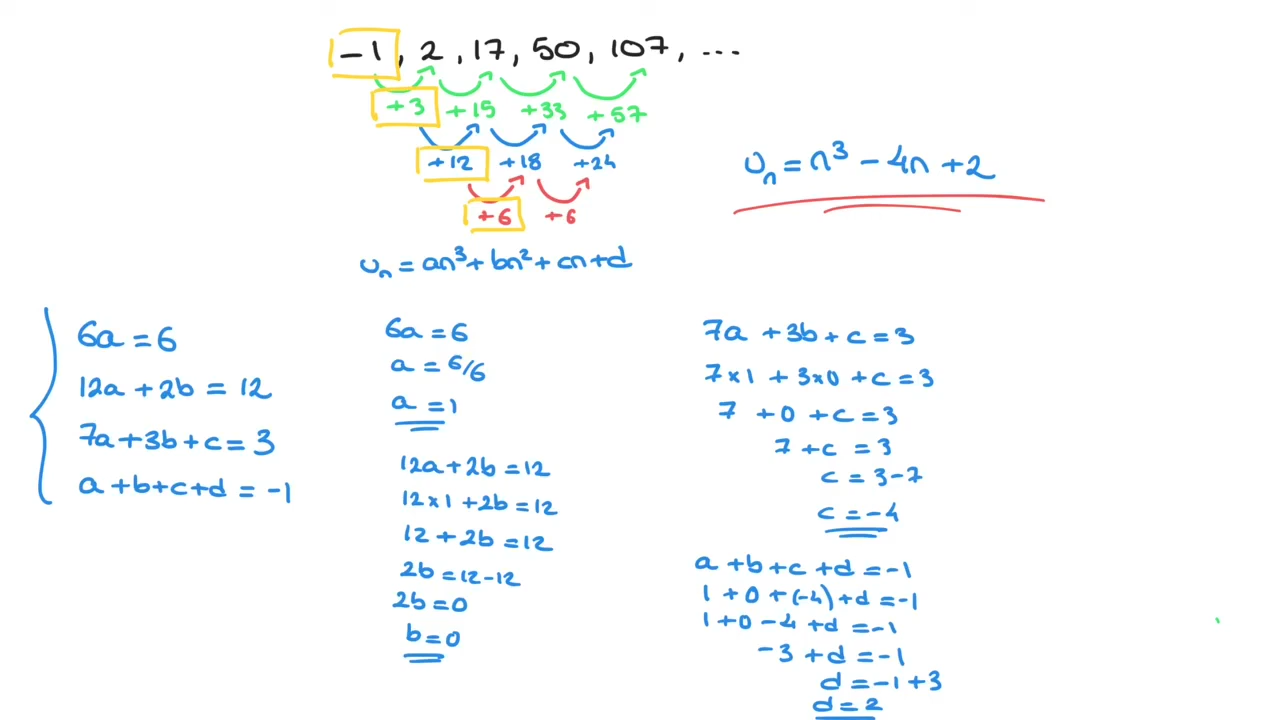 -1, 2, 17, 50, 107, ...
+3 +15 +33 +57
+12 +18 +24
+6 +6
Uₙ = n³ - 4n + 2
Uₙ = an³ + bn² + cn + d
6a = 6
12a + 2b = 12
7a + 3b + c = 3
a + b + c + d = -1
6a = 6
a = 6/6
a = 1
12a + 2b = 12
12 × 1 + 2b = 12
12 + 2b = 12
2b = 12 - 12
2b = 0
b = 0
7a + 3b + c = 3
7 × 1 + 3 × 0 + c = 3
7 + 0 + c = 3
7 + c = 3
c = 3 - 7
c = -4
a + b + c + d = -1
1 + 0 + (-4) + d = -1
1 + 0 - 4 + d = -1
-3 + d = -1
d = -1 + 3
d = 2